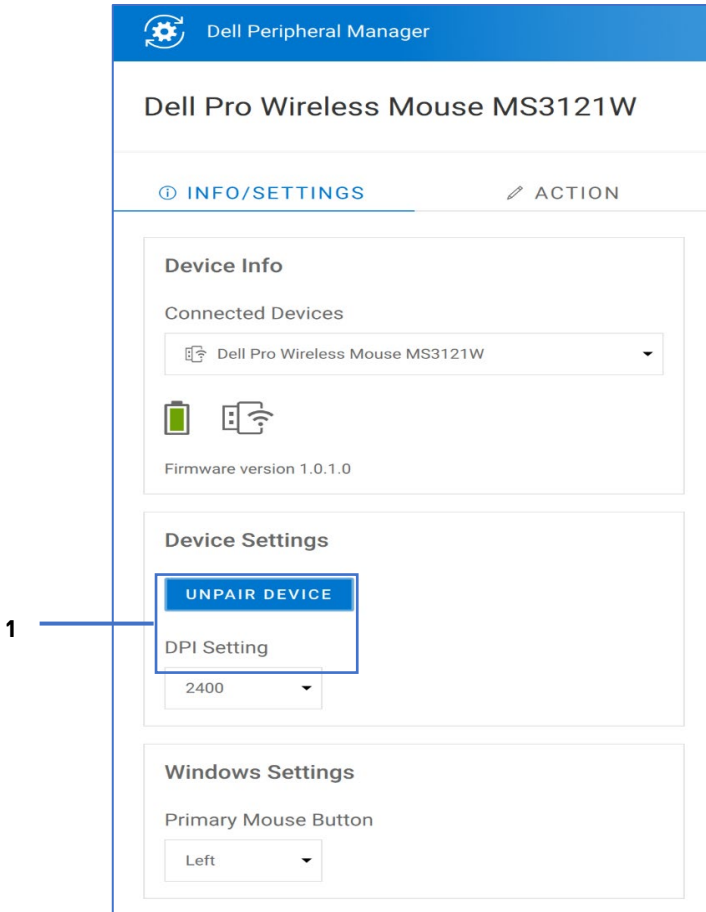 Dell Peripheral Manager
Dell Pro Wireless Mouse MS3121W
INFO/SETTINGS
ACTION
Device Info
Connected Devices
Dell Pro Wireless Mouse MS3121W
Firmware version 1.0.1.0
Device Settings
UNPAIR DEVICE
1
DPI Setting
2400
Windows Settings
Primary Mouse Button
Left